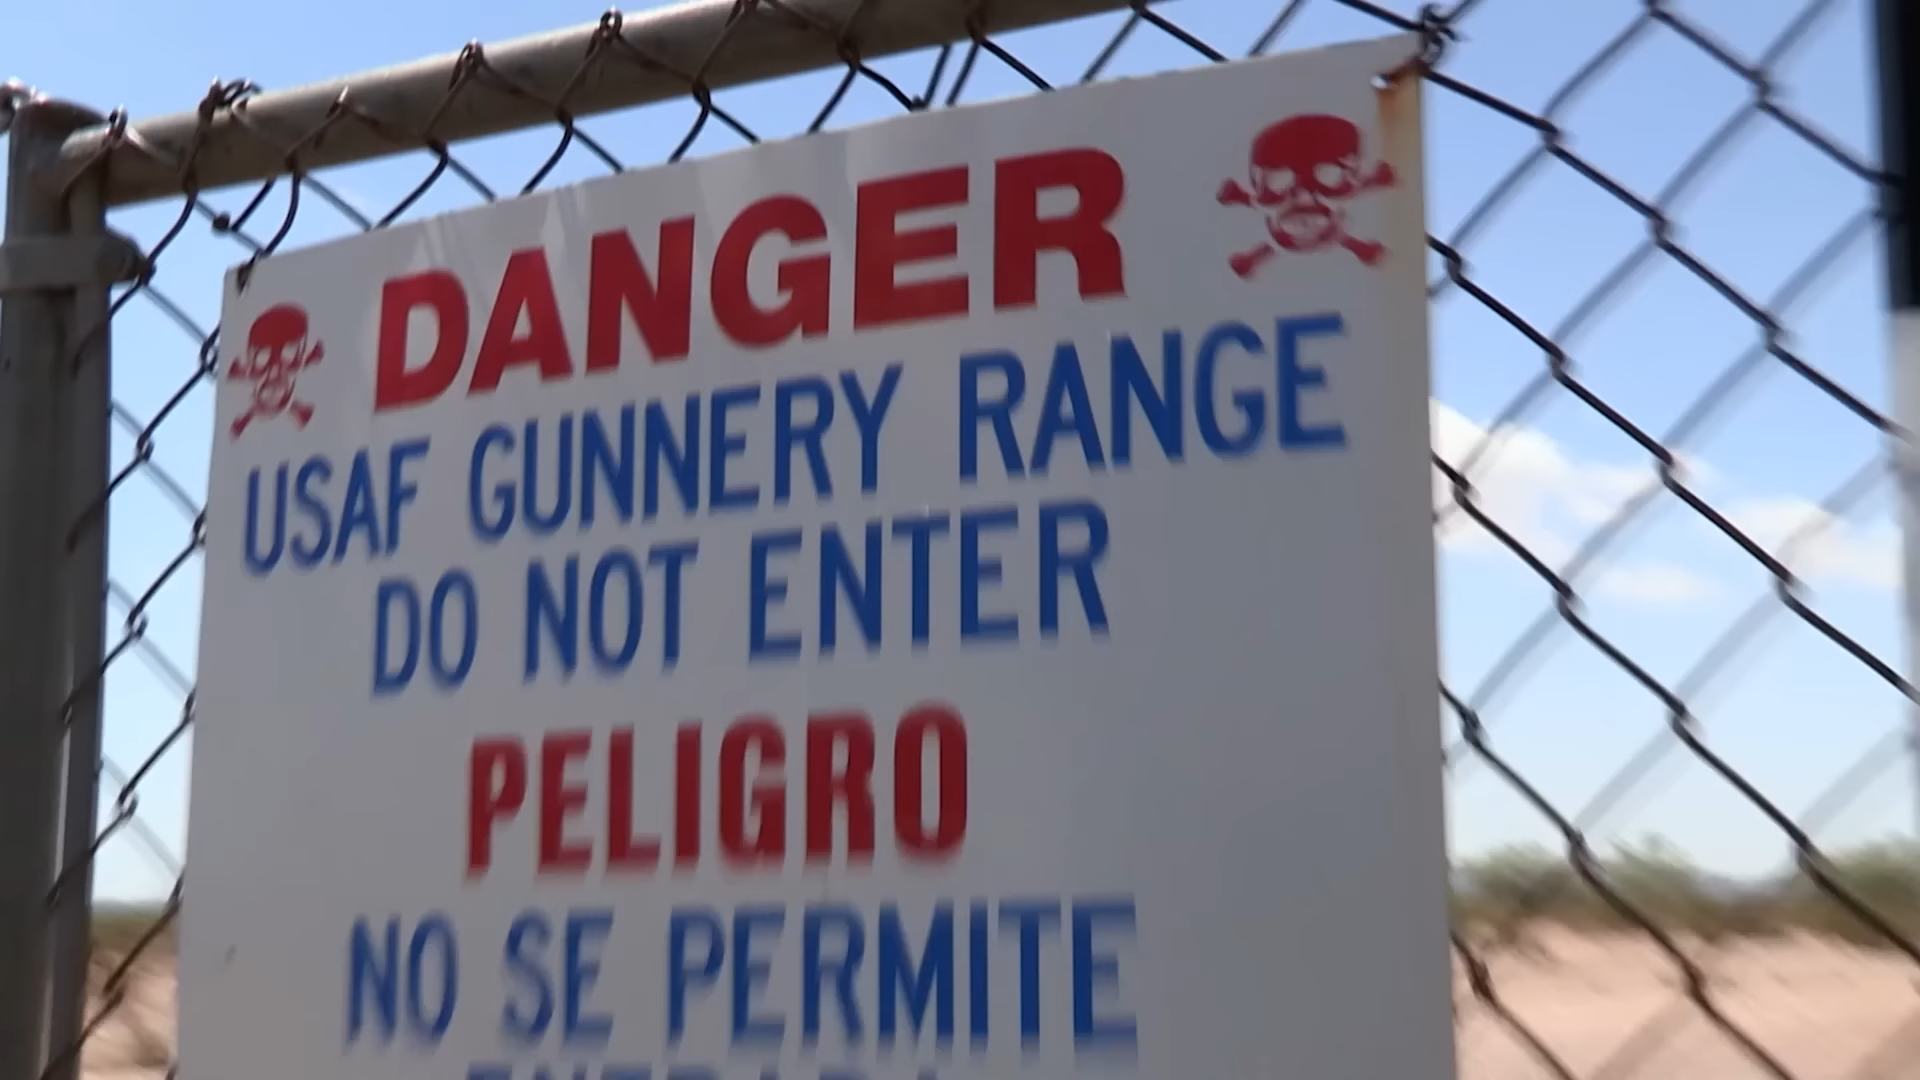 DANGER
USAF GUNNERY RANGE
DO NOT ENTER
PELIGRO
NO SE PERMITE